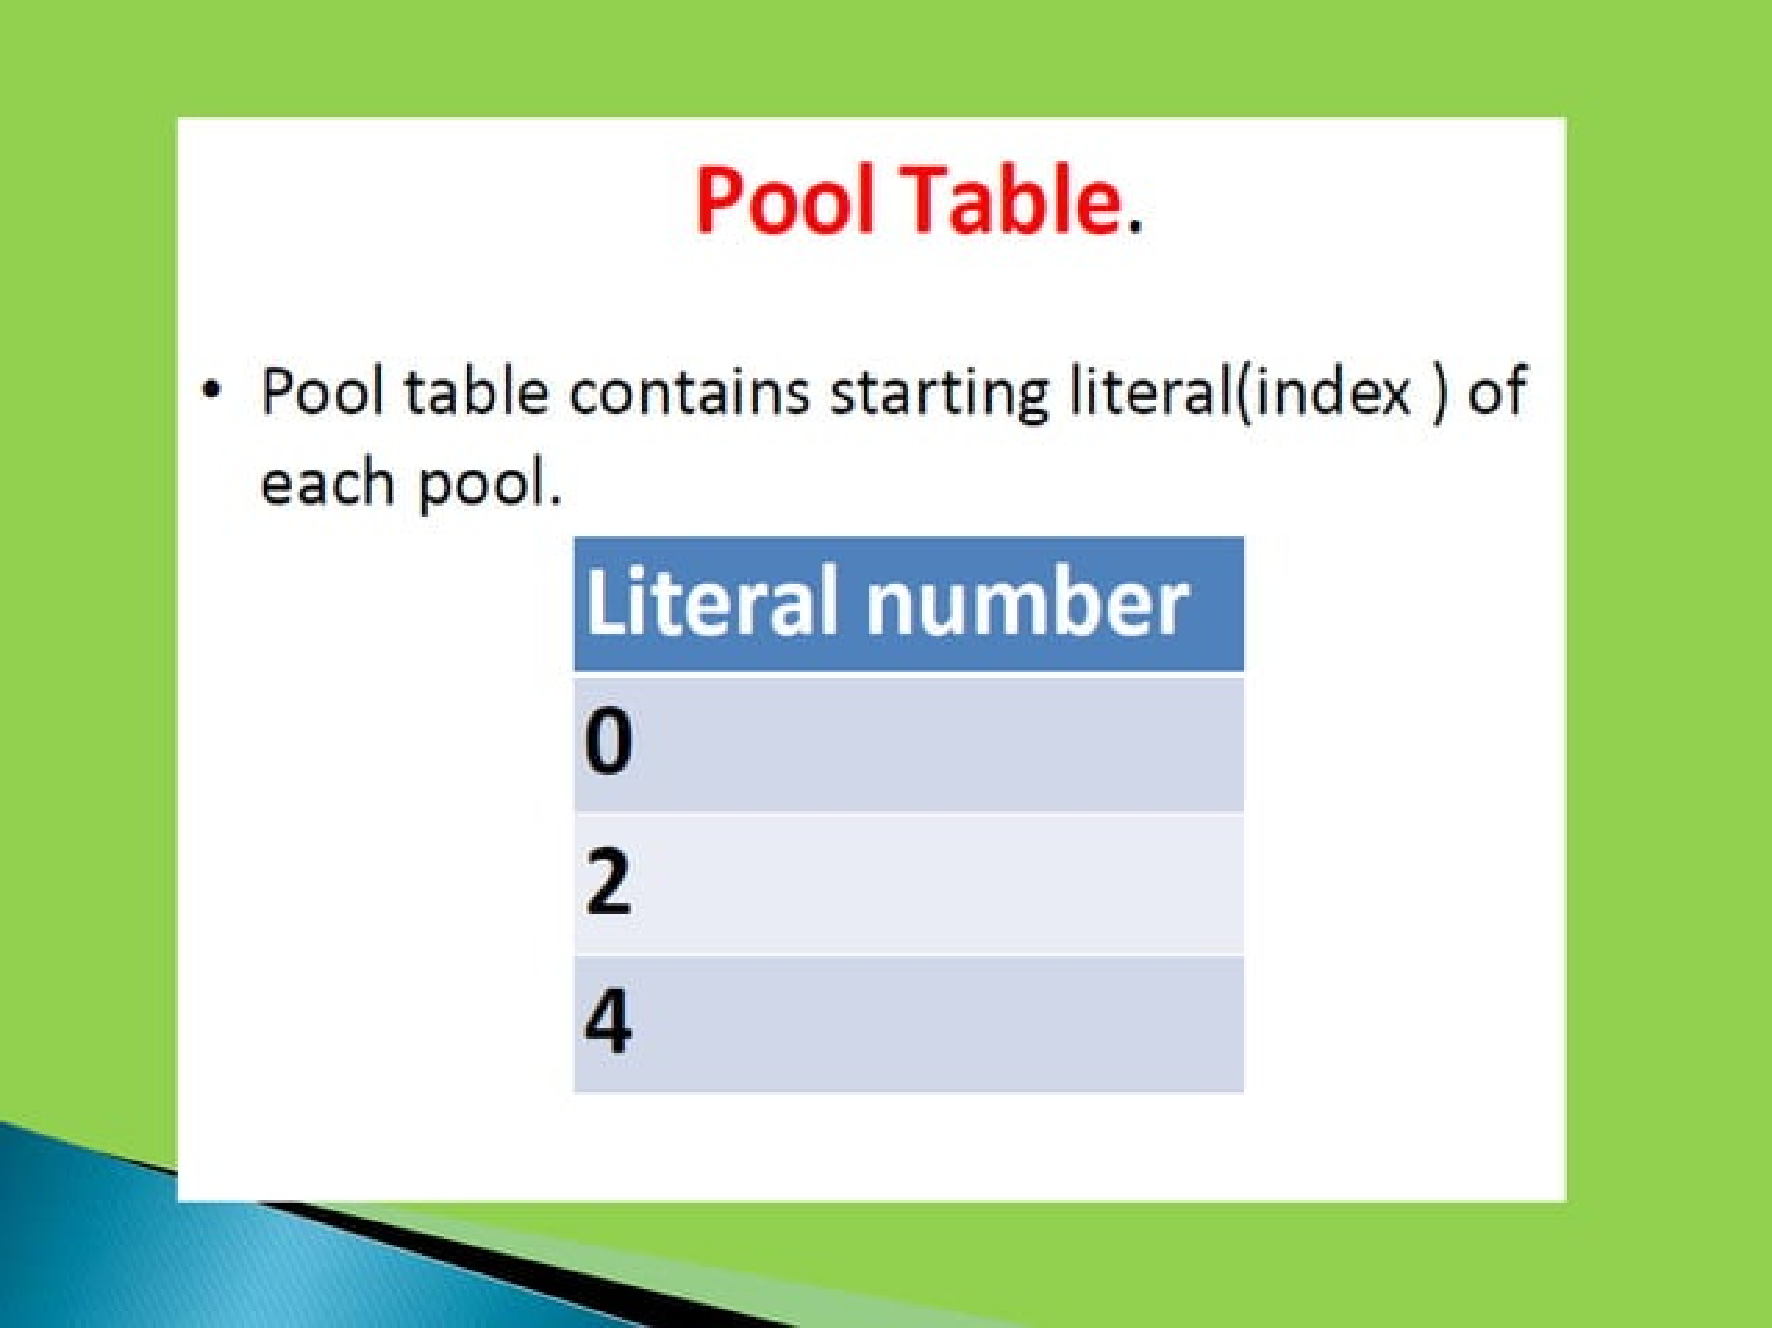 Pool Table.
• Pool table contains starting literal(index ) of
each pool.
Literal number
0
2
4